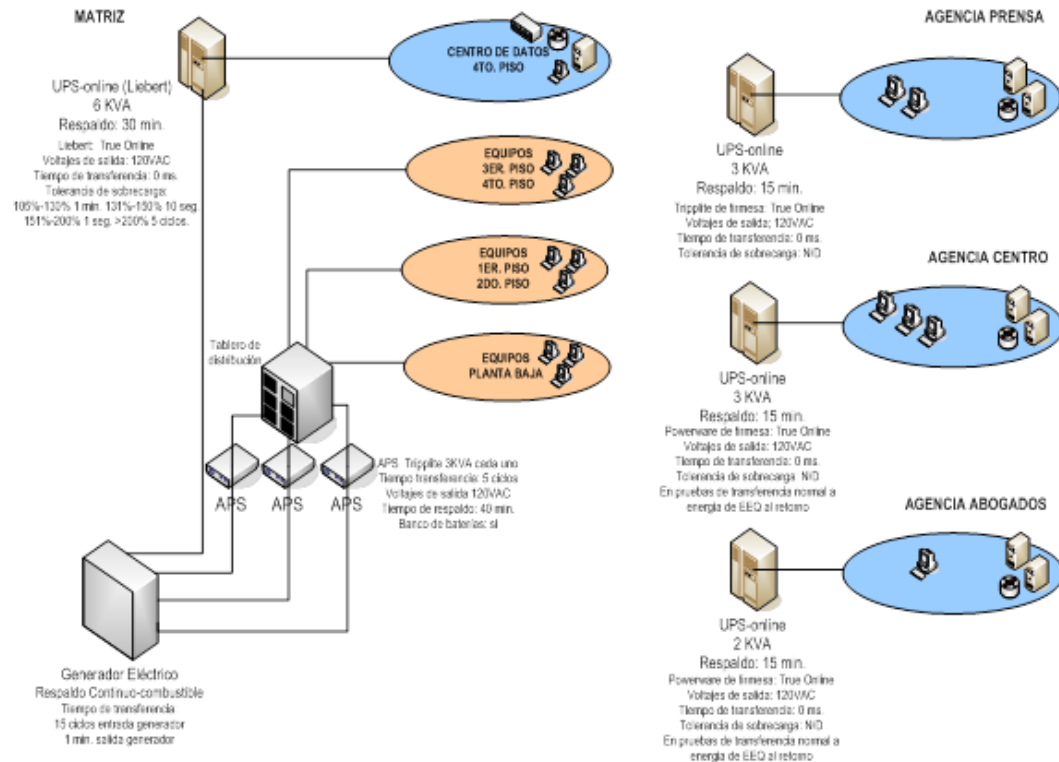 MATRIZ
UPS-online (Liebert)
6 KVA
Respaldo: 30 min.
Liebert: True Online
Voltajes de salida: 120VAC
Tiempo de transferencia: 0 ms.
Tolerancia de sobrecarga:
106%-130% 1 min. 131%-150% 10 seg.
151%-200% 1 seg. >200% 5 ciclos.
CENTRO DE DATOS
4TO. PISO
EQUIPOS
3ER. PISO
4TO. PISO
EQUIPOS
1ER. PISO
2DO. PISO
EQUIPOS
PLANTA BAJA
Tablero de
distribución
APS
APS
APS
APS Tripplite 3KVA cada uno
Tiempo transferencia: 5 ciclos
Voltajes de salida 120VAC
Tiempo de respaldo: 40 min.
Banco de baterías: si
Generador Eléctrico
Respaldo Continuo-combustible
Tiempo de transferencia
15 ciclos entrada generador
1 min. salida generador
AGENCIA PRENSA
UPS-online
3 KVA
Respaldo: 15 min.
Tripplite de firmesa: True Online
Voltajes de salida; 120VAC
Tiempo de transferencia: 0 ms.
Tolerancia de sobrecarga: N/D
AGENCIA CENTRO
UPS-online
3 KVA
Respaldo: 15 min.
Powerware de firmesa: True Online
Voltajes de salida: 120VAC
Tiempo de transferencia: 0 ms.
Tolerancia de sobrecarga: N/D
En pruebas de transferencia normal a
energía de EEQ al retorno
AGENCIA ABOGADOS
UPS-online
2 KVA
Respaldo: 15 min.
Powerware de firmesa: True Online
Voltajes de salida: 120VAC
Tiempo de transferencia: 0 ms.
Tolerancia de sobrecarga: N/D
En pruebas de transferencia normal a
energía de EEQ al retorno